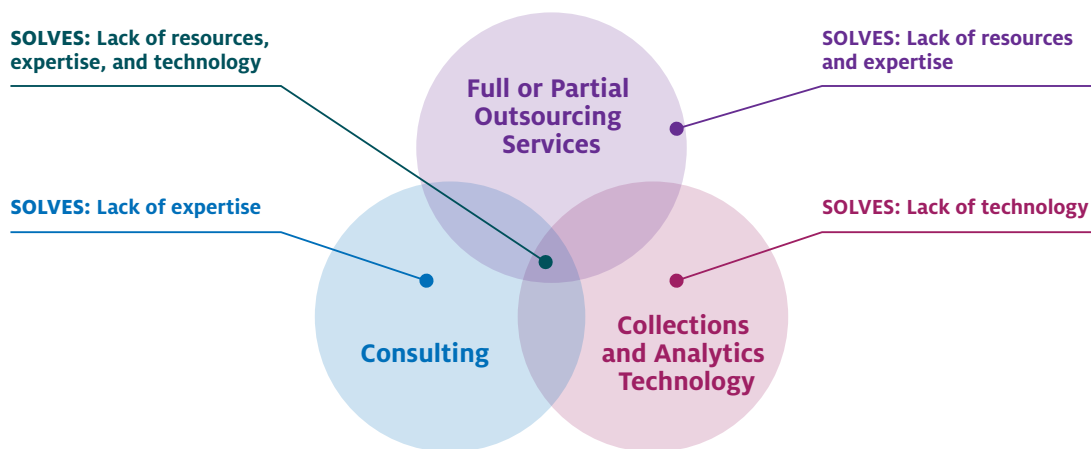 SOLVES: Lack of resources,
expertise, and technology
SOLVES: Lack of resources
and expertise
Full or Partial
Outsourcing
Services
SOLVES: Lack of expertise
SOLVES: Lack of technology
Consulting
Collections
and Analytics
Technology